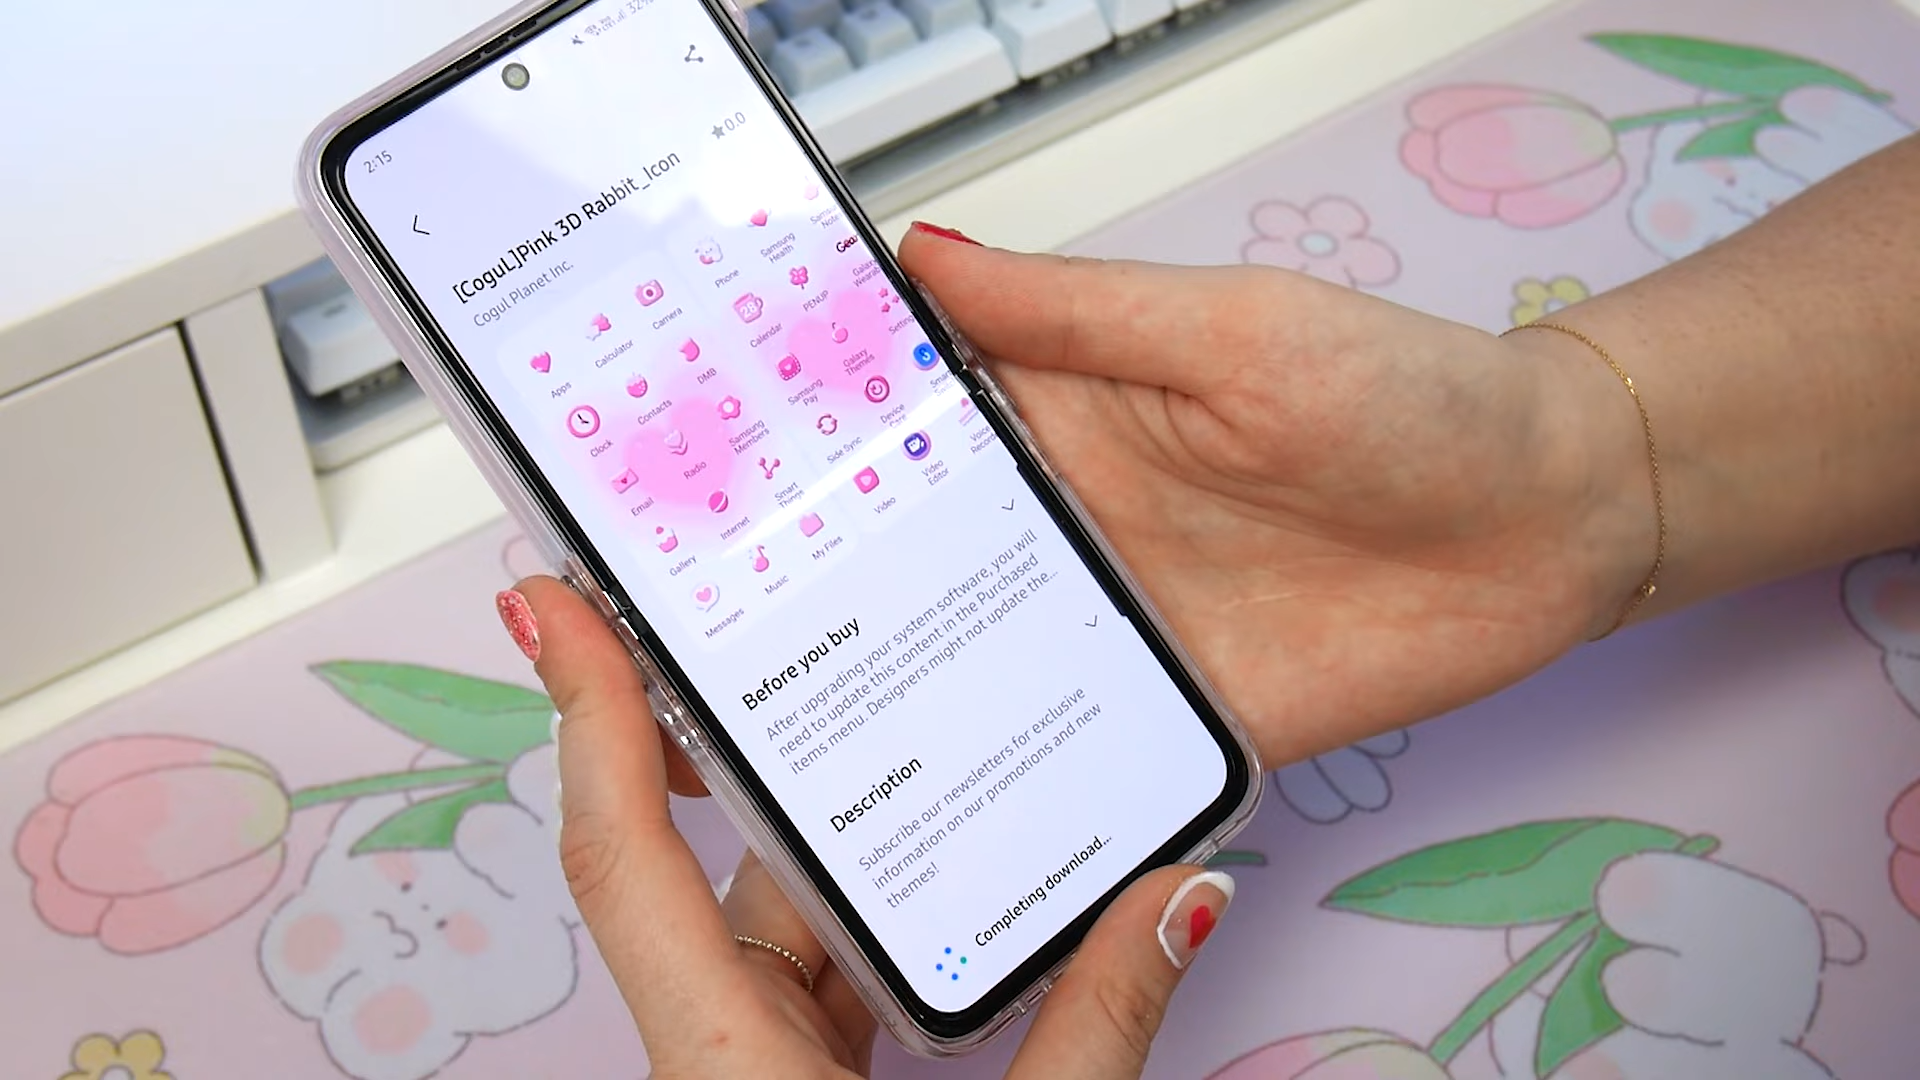 2:15
32%
0.0
[CoguL]Pink 3D Rabbit_Icon
Cogul Planet Inc.
Apps
Calculator
Camera
Clock
Contacts
DMB
Email
Radio
Samsung
Members
Gallery
Internet
Smart
Things
Messages
Music
My Files
Phone
Samsung
Health
Calendar
PENUP
Samsung
Pay
Galaxy
Themes
Side Sync
Device
Care
Video
Video
Editor
28
Before you buy
After upgrading your system software, you will
need to update this content in the Purchased
items menu. Designers might not update the...
Description
Subscribe our newsletters for exclusive
information on our promotions and new
themes!
Completing download...